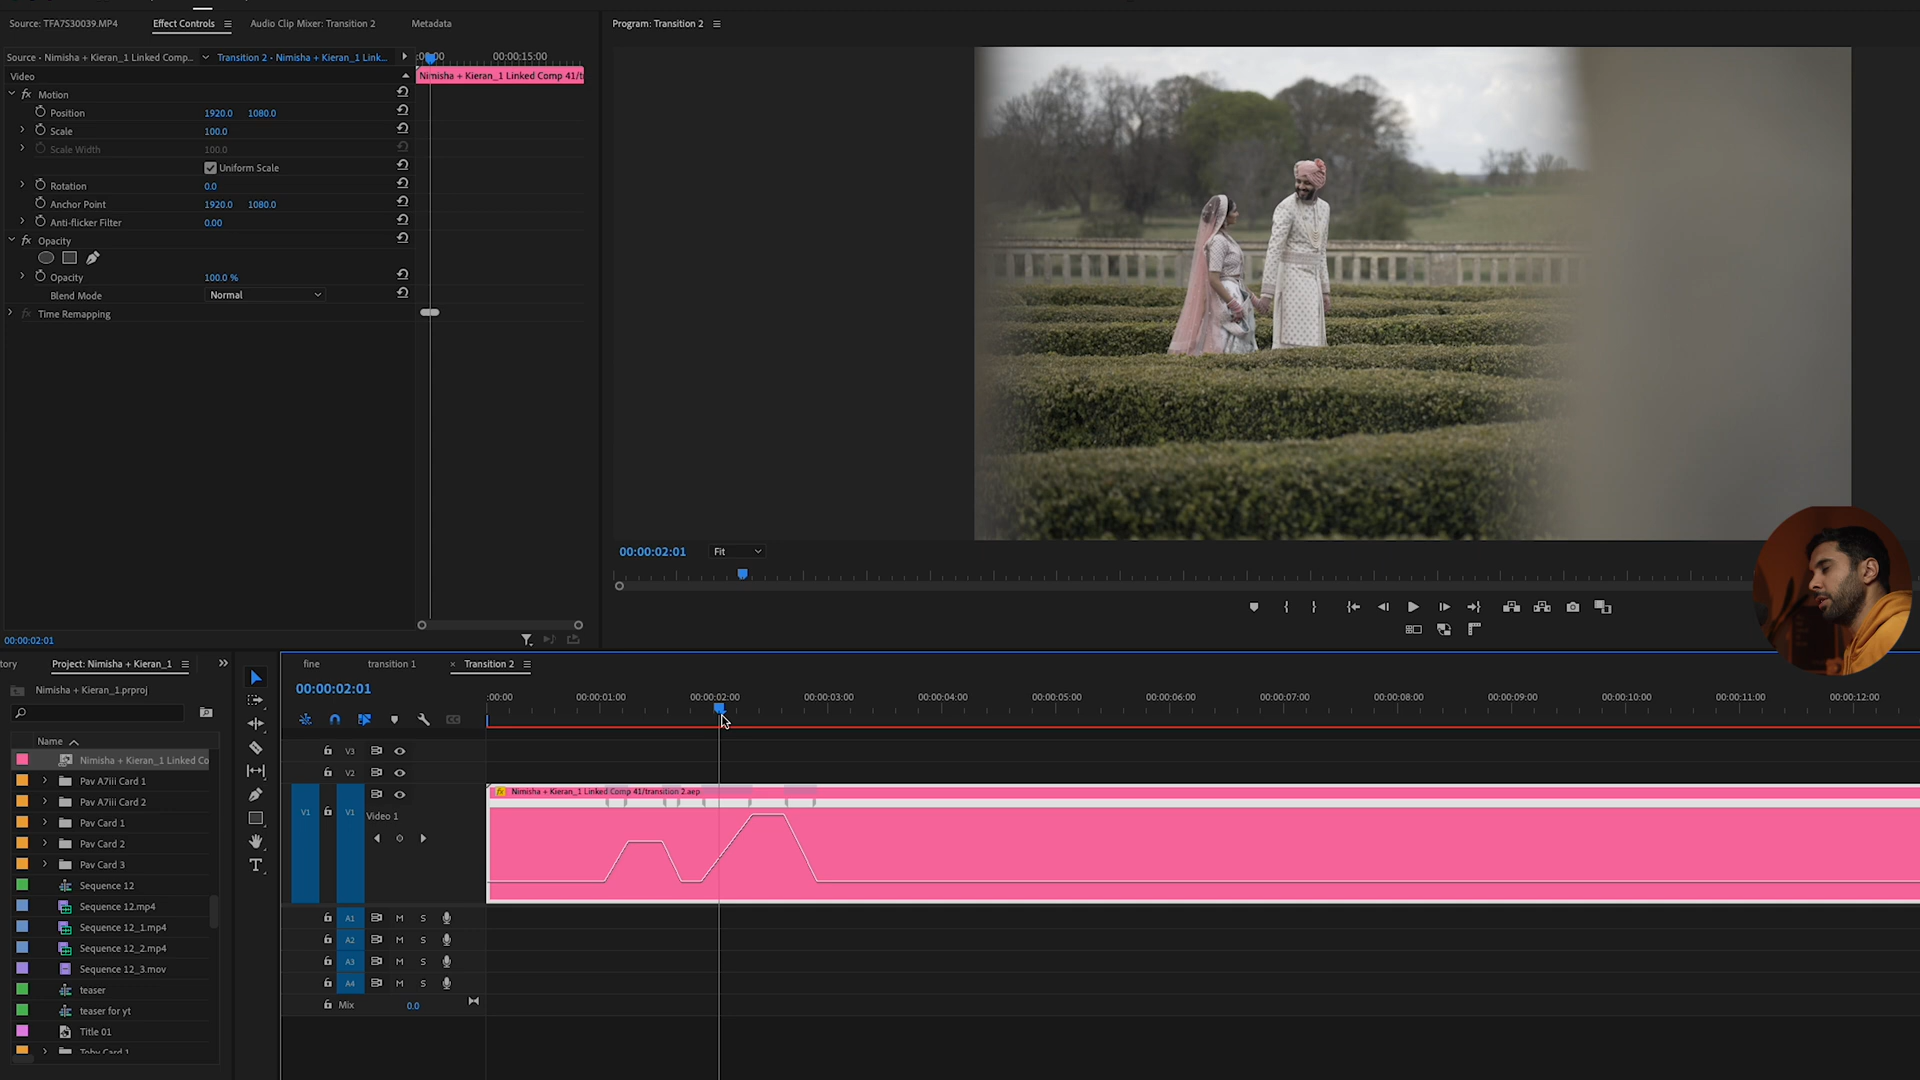 Source: TFA7S30039.MP4
Effect Controls
Audio Clip Mixer: Transition 2
Metadata
Program: Transition 2
Source - Nimisha + Kieran_1 Linked Comp...
Transition 2 - Nimisha + Kieran_1 Link...
:00:00
00:00:15:00
Video
Nimisha + Kieran_1 Linked Comp 41/t
fx Motion
Position 1920.0 1080.0
Scale 100.0
Scale Width 100.0
Uniform Scale
Rotation 0.0
Anchor Point 1920.0 1080.0
Anti-flicker Filter 0.00
fx Opacity
Opacity 100.0 %
Blend Mode Normal
fx Time Remapping
00:00:02:01
Fit
00:00:02:01
tory
Project: Nimisha + Kieran_1
Nimisha + Kieran_1.prproj
Name
Nimisha + Kieran_1 Linked Co
Pav A7iii Card 1
Pav A7iii Card 2
Pav Card 1
Pav Card 2
Pav Card 3
Sequence 12
Sequence 12.mp4
Sequence 12_1.mp4
Sequence 12_2.mp4
Sequence 12_3.mov
teaser
teaser for yt
Title 01
Toby Card 1
T
fine
transition 1
× Transition 2
00:00:02:01
:00:00
00:00:01:00
00:00:02:00
00:00:03:00
00:00:04:00
00:00:05:00
00:00:06:00
00:00:07:00
00:00:08:00
00:00:09:00
00:00:10:00
00:00:11:00
00:00:12:00
CC
V3
V2
V1
V1
Video 1
fx Nimisha + Kieran_1 Linked Comp 41/transition 2.aep
A1 M S
A2 M S
A3 M S
A4 M S
Mix 0.0